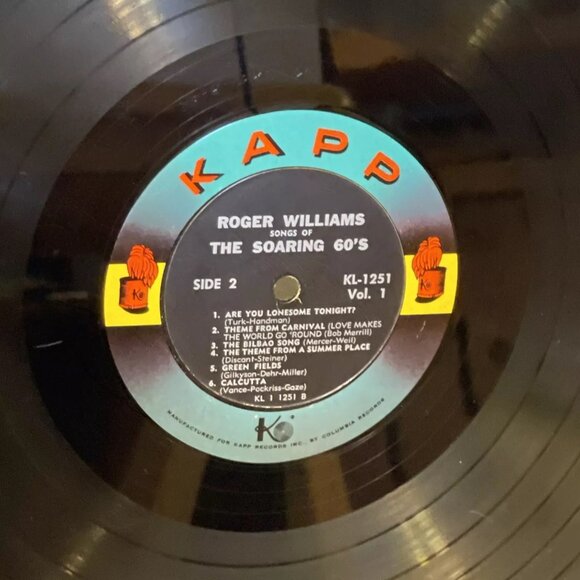 KAPP
ROGER WILLIAMS
SONGS OF
THE SOARING 60'S
SIDE 2
KL-1251
Vol. 1
1. ARE YOU LONESOME TONIGHT?
(Turk-Handman)
2. THEME FROM CARNIVAL (LOVE MAKES
THE WORLD GO 'ROUND (Bob Merrill)
3. THE BILBAO SONG (Mercer-Weil)
4. THE THEME FROM A SUMMER PLACE
(Discant-Steiner)
5. GREEN FIELDS
(Gilkyson-Dehr-Miller)
6. CALCUTTA
(Vance-Pockriss-Gaze)
KL 1 1251 B
K
MANUFACTURED FOR KAPP RECORDS INC., BY COLUMBIA RECORDS